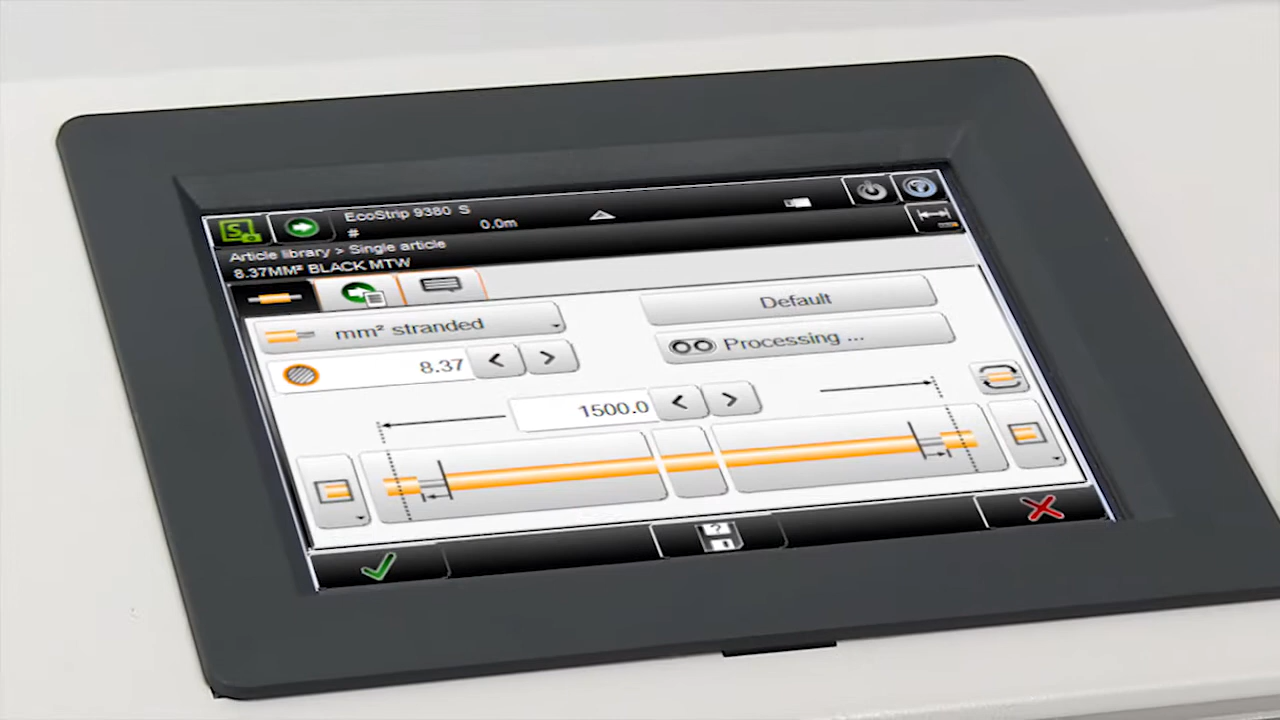 S
EcoStrip 9380 S
#
0.0m
Article library > Single article
8.37MM² BLACK MTW
mm² stranded
Default
8.37 < >
Processing ...
1500.0 < >
?